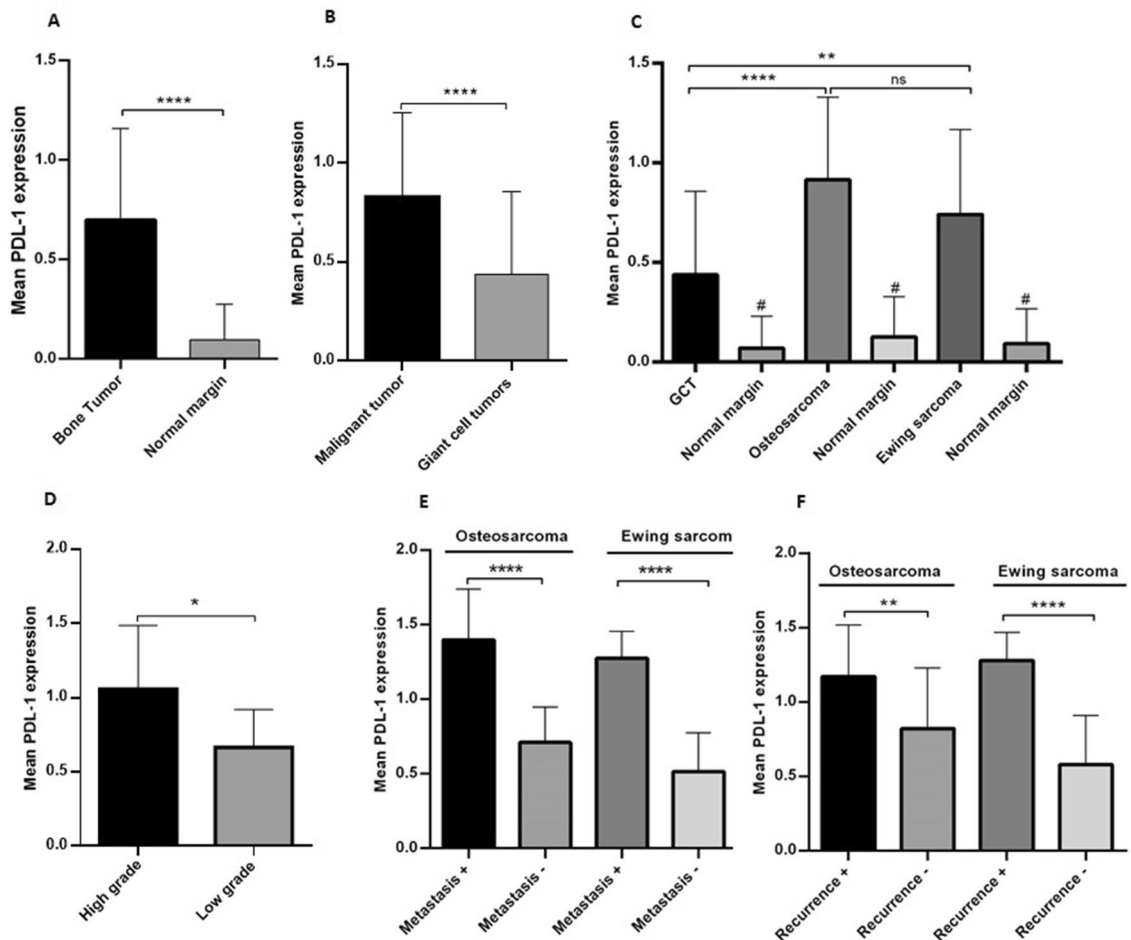 A
Mean PDL-1 expression
1.5
1.0
0.5
0.0
****
Bone Tumor
Normal margin
B
Mean PDL-1 expression
1.5
1.0
0.5
0.0
****
Malignant tumor
Giant cell tumors
C
Mean PDL-1 expression
1.5
1.0
0.5
0.0
**
****
ns
#
#
#
GCT
Normal margin
Osteosarcoma
Normal margin
Ewing sarcoma
Normal margin
D
Mean PDL-1 expression
2.0
1.5
1.0
0.5
0.0
*
High grade
Low grade
E
Mean PDL-1 expression
2.0
1.5
1.0
0.5
0.0
Osteosarcoma
Ewing sarcom
****
****
Metastasis +
Metastasis -
Metastasis +
Metastasis -
F
Mean PDL-1 expression
2.0
1.5
1.0
0.5
0.0
Osteosarcoma
Ewing sarcoma
**
****
Recurrence +
Recurrence -
Recurrence +
Recurrence -